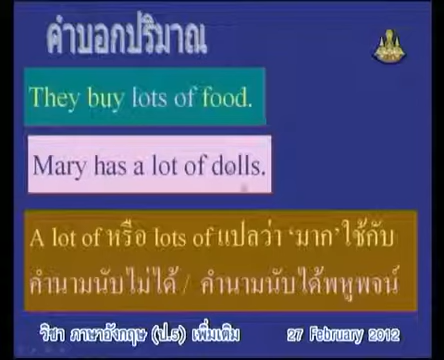 คำบอกปริมาณ
They buy lots of food.
Mary has a lot of dolls.
A lot of หรือ lots of แปลว่า ‘มาก’ ใช้กับ
คำนามนับไม่ได้ / คำนามนับได้พหูพจน์
วิชา ภาษาอังกฤษ (ป.5) เพิ่มเติม 27 February 2012